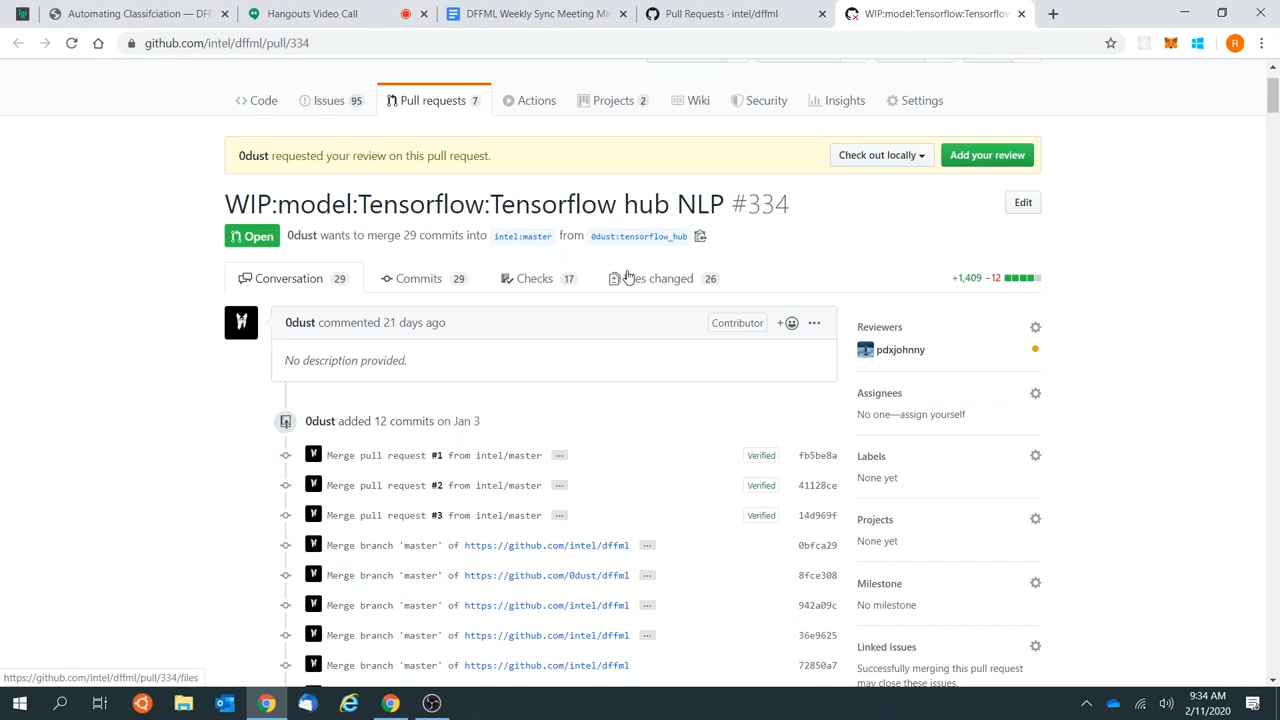 Automating Classifciation — DFF
Hangouts Video Call
DFFML Weekly Sync Meeting Min
Pull Requests · intel/dffml
WIP:model:Tensorflow:Tensorflow
github.com/intel/dffml/pull/334
R
Code
Issues 95
Pull requests 7
Actions
Projects 2
Wiki
Security
Insights
Settings
0dust requested your review on this pull request.
Check out locally
Add your review
WIP:model:Tensorflow:Tensorflow hub NLP #334
Edit
Open
0dust wants to merge 29 commits into intel:master from 0dust:tensorflow_hub
Conversation 29
Commits 29
Checks 17
es changed 26
+1,409 −12
0dust commented 21 days ago
Contributor
No description provided.
Reviewers
pdxjohnny
Assignees
No one—assign yourself
Labels
None yet
Projects
None yet
Milestone
No milestone
Linked issues
Successfully merging this pull request
may close these issues.
0dust added 12 commits on Jan 3
Merge pull request #1 from intel/master ... Verified fb5be8a
Merge pull request #2 from intel/master ... Verified 41128ce
Merge pull request #3 from intel/master ... Verified 14d969f
Merge branch 'master' of https://github.com/intel/dffml ... 0bfca29
Merge branch 'master' of https://github.com/0dust/dffml ... 8fce308
Merge branch 'master' of https://github.com/intel/dffml ... 942a09c
Merge branch 'master' of https://github.com/intel/dffml ... 36e9625
Merge branch 'master' of https://github.com/intel/dffml 72850a7
https://github.com/intel/dffml/pull/334/files
9:34 AM
2/11/2020